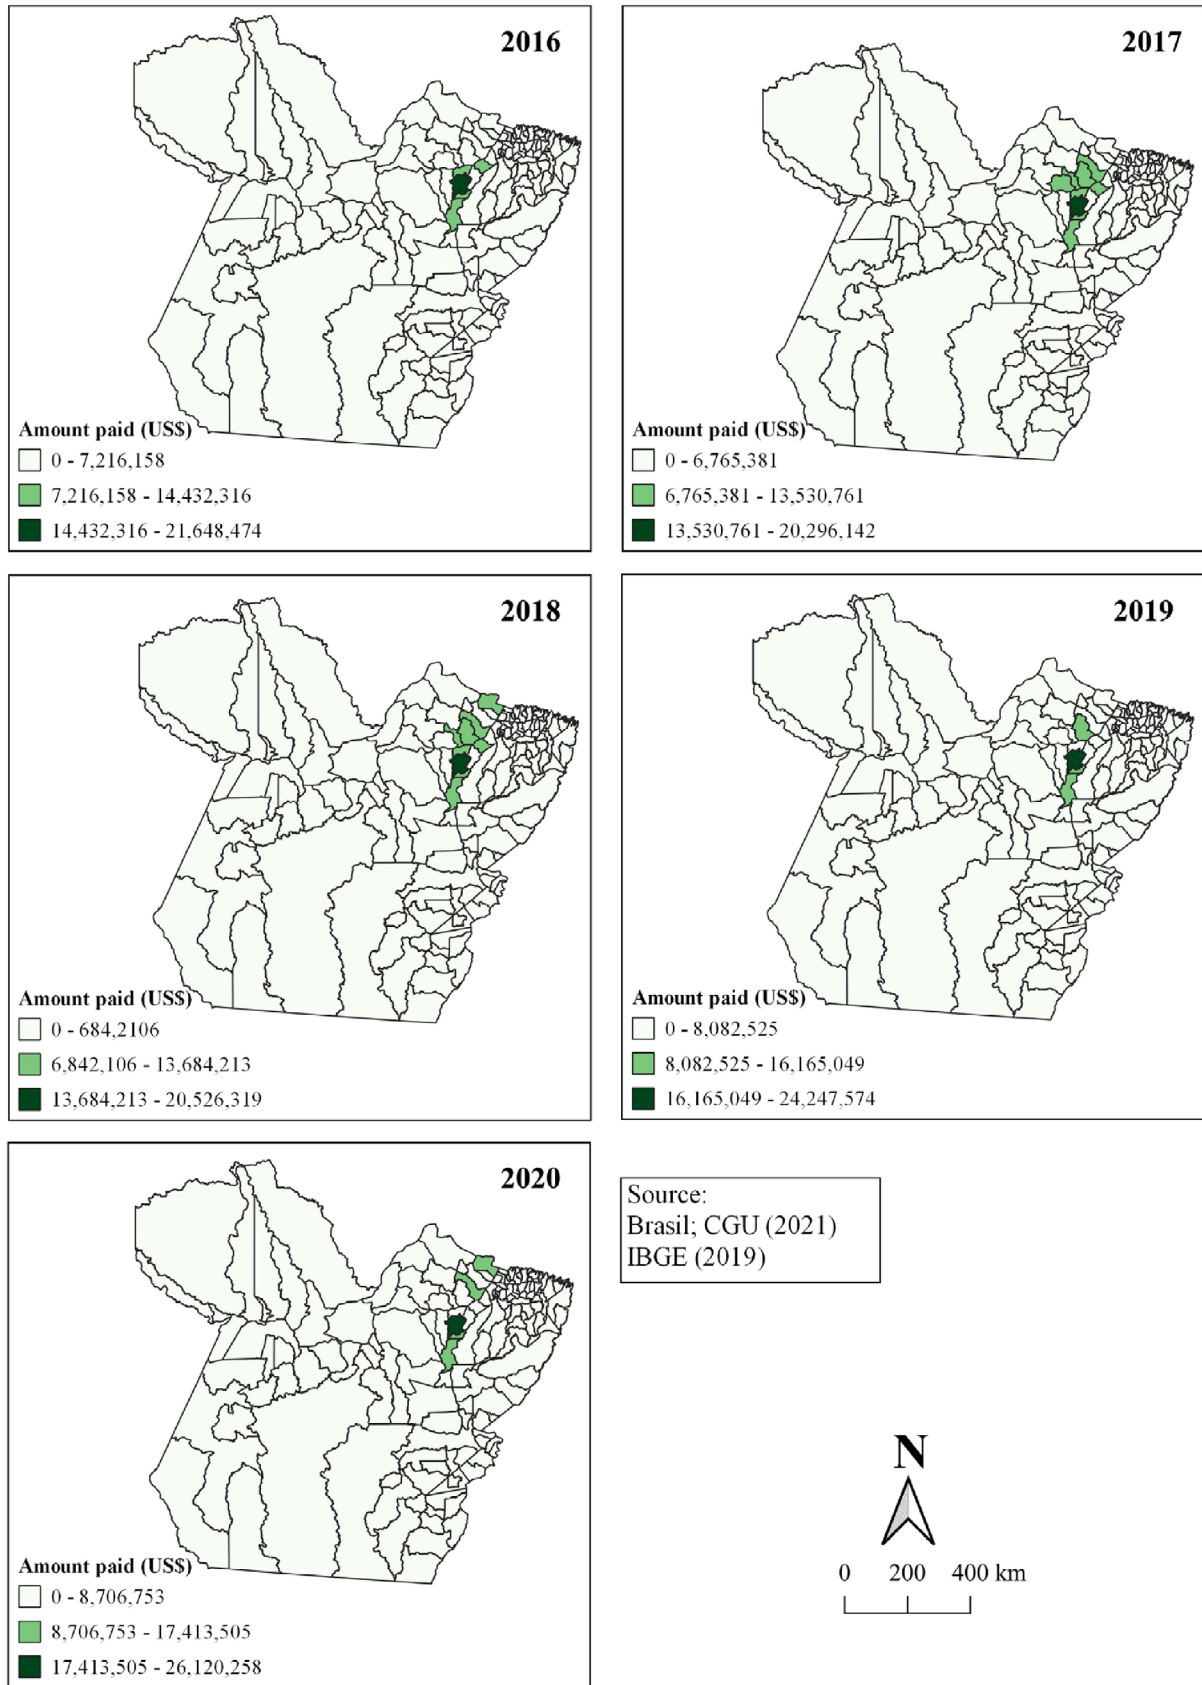 2016
Amount paid (US$)
0 - 7,216,158
7,216,158 - 14,432,316
14,432,316 - 21,648,474
2017
Amount paid (US$)
0 - 6,765,381
6,765,381 - 13,530,761
13,530,761 - 20,296,142
2018
Amount paid (US$)
0 - 684,2106
6,842,106 - 13,684,213
13,684,213 - 20,526,319
2019
Amount paid (US$)
0 - 8,082,525
8,082,525 - 16,165,049
16,165,049 - 24,247,574
2020
Amount paid (US$)
0 - 8,706,753
8,706,753 - 17,413,505
17,413,505 - 26,120,258
Source:
Brasil; CGU (2021)
IBGE (2019)
N
0 200 400 km